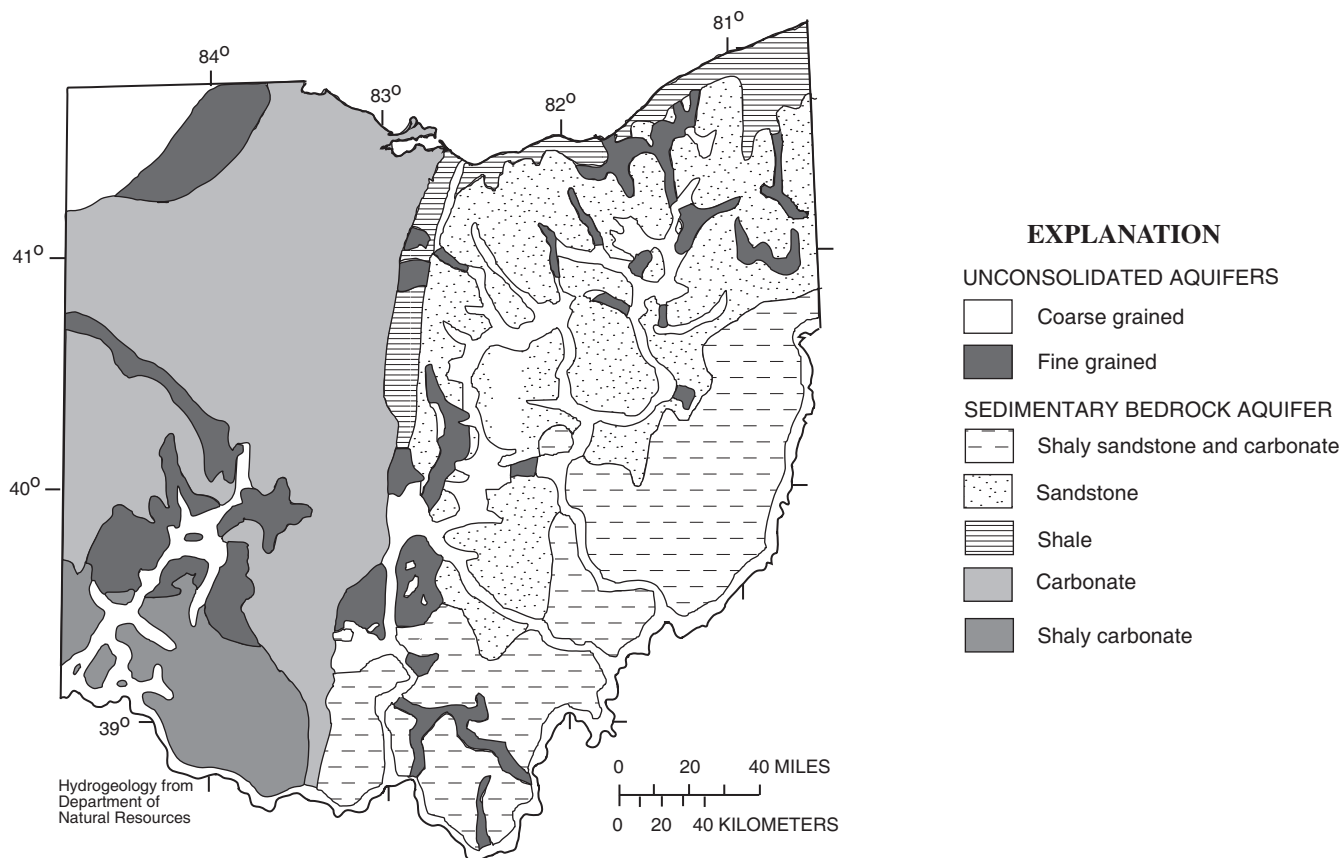 81°
84°
83°
82°
41°
40°
39°
Hydrogeology from
Department of
Natural Resources
0 20 40 MILES
0 20 40 KILOMETERS
EXPLANATION
UNCONSOLIDATED AQUIFERS
Coarse grained
Fine grained
SEDIMENTARY BEDROCK AQUIFER
Shaly sandstone and carbonate
Sandstone
Shale
Carbonate
Shaly carbonate